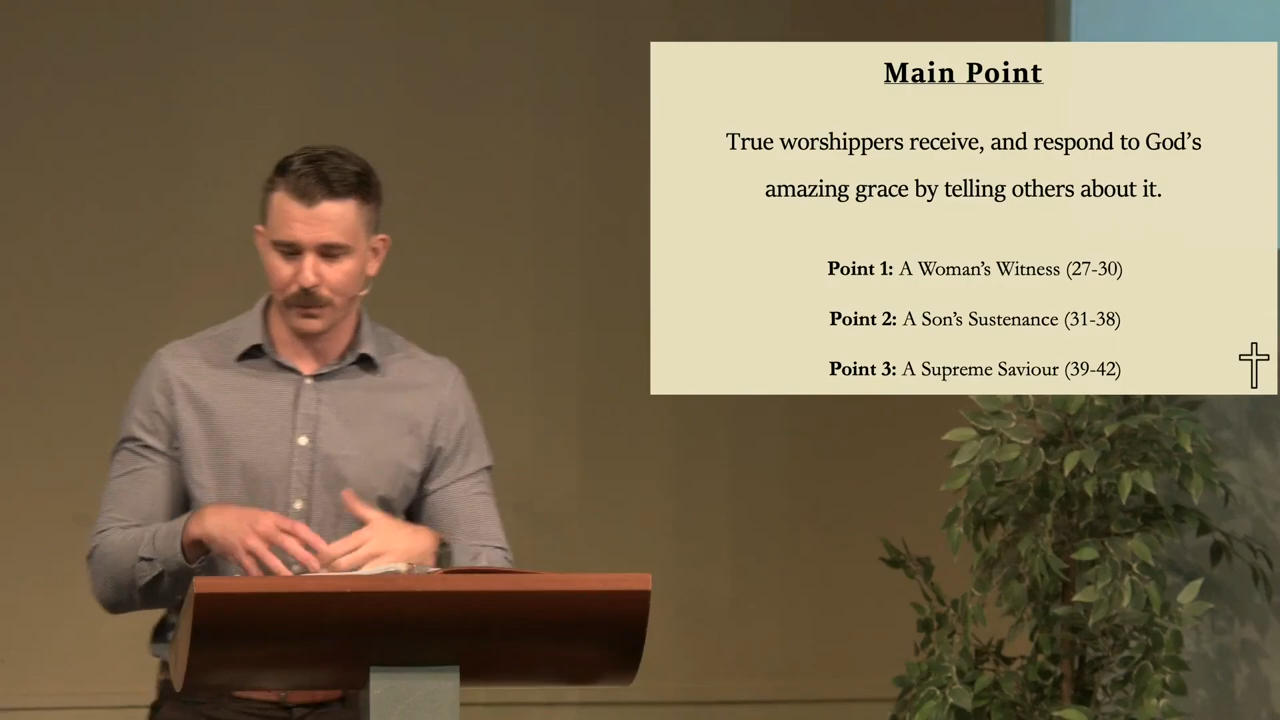 Main Point
True worshippers receive, and respond to God’s
amazing grace by telling others about it.
Point 1: A Woman’s Witness (27-30)
Point 2: A Son’s Sustenance (31-38)
Point 3: A Supreme Saviour (39-42)